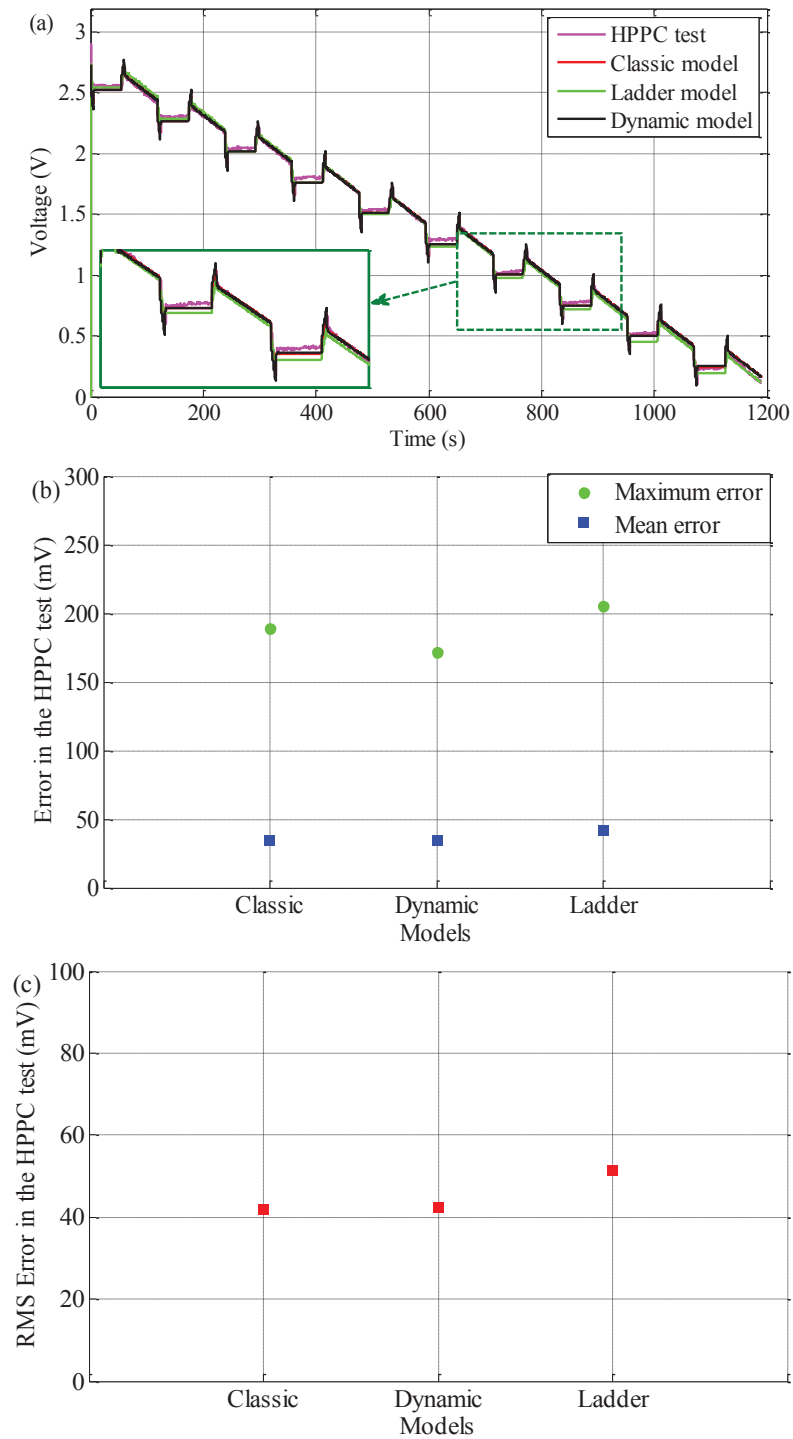 (a)
HPPC test
Classic model
Ladder model
Dynamic model
Voltage (V)
3
2.5
2
1.5
1
0.5
0
0 200 400 600 800 1000 1200
Time (s)
(b)
Maximum error
Mean error
Error in the HPPC test (mV)
300
250
200
150
100
50
0
Classic Dynamic Ladder
Models
(c)
RMS Error in the HPPC test (mV)
100
80
60
40
20
0
Classic Dynamic Ladder
Models